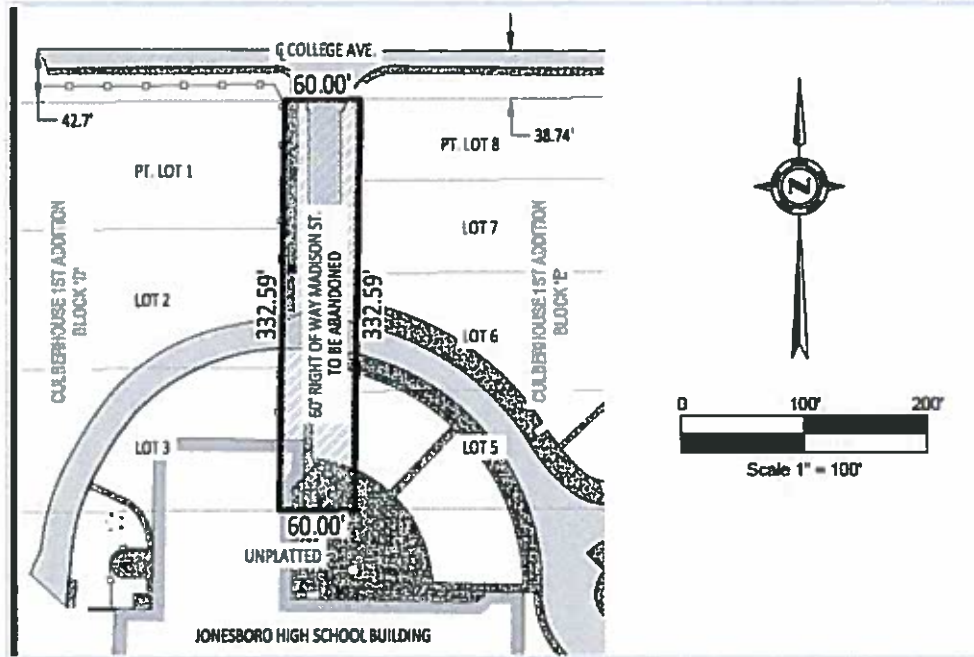 ℄ COLLEGE AVE.
60.00'
42.7'
38.74'
PT. LOT 1
PT. LOT 8
LOT 7
CULBERHOUSE 1ST ADDITION
BLOCK 'D'
60' RIGHT OF WAY MADISON ST.
TO BE ABANDONED
CULBERHOUSE 1ST ADDITION
BLOCK 'E'
LOT 2
332.59'
332.59'
LOT 6
LOT 3
LOT 5
60.00'
UNPLATTED
JONESBORO HIGH SCHOOL BUILDING
N
0 100' 200'
Scale 1" = 100'